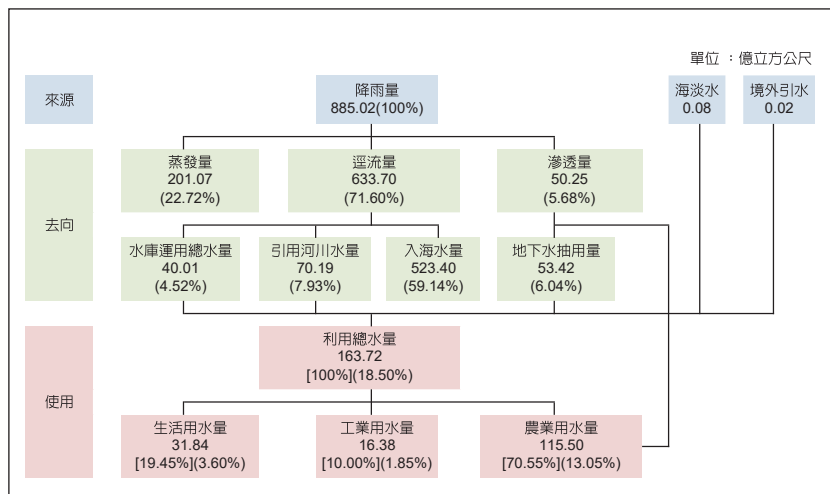 單位 ：億立方公尺
來源
降雨量
885.02(100%)
海淡水
0.08
境外引水
0.02
去向
蒸發量
201.07
(22.72%)
逕流量
633.70
(71.60%)
滲透量
50.25
(5.68%)
水庫運用總水量
40.01
(4.52%)
引用河川水量
70.19
(7.93%)
入海水量
523.40
(59.14%)
地下水抽用量
53.42
(6.04%)
使用
利用總水量
163.72
[100%](18.50%)
生活用水量
31.84
[19.45%](3.60%)
工業用水量
16.38
[10.00%](1.85%)
農業用水量
115.50
[70.55%](13.05%)